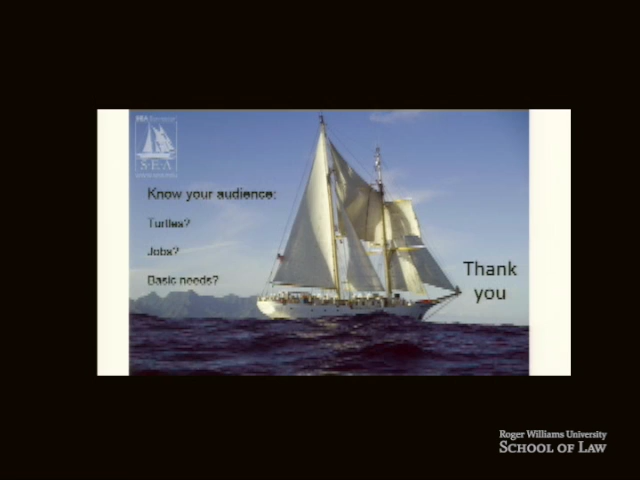 SEA
Know your audience:
Turtles?
Jobs?
Basic needs?
Thank
you
Roger Williams University
SCHOOL OF LAW